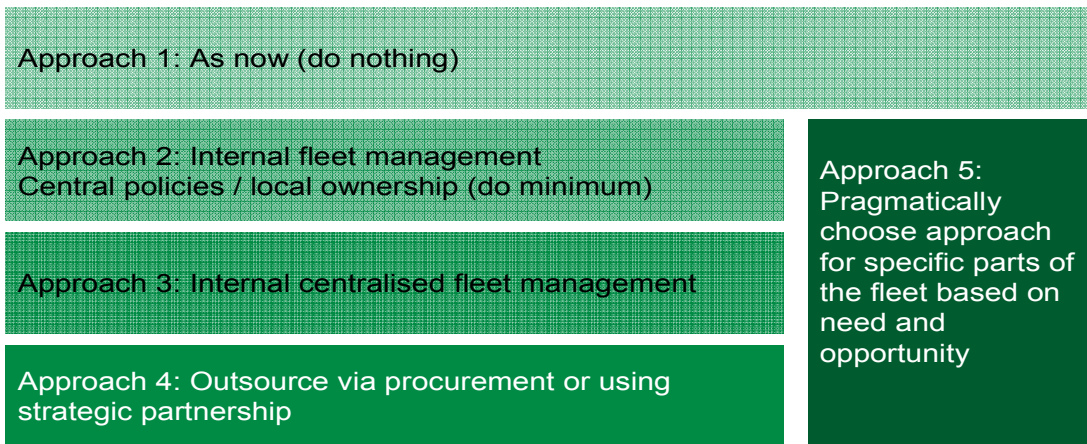 Approach 1: As now (do nothing)
Approach 2: Internal fleet management
Central policies / local ownership (do minimum)
Approach 3: Internal centralised fleet management
Approach 4: Outsource via procurement or using
strategic partnership
Approach 5:
Pragmatically
choose approach
for specific parts of
the fleet based on
need and
opportunity